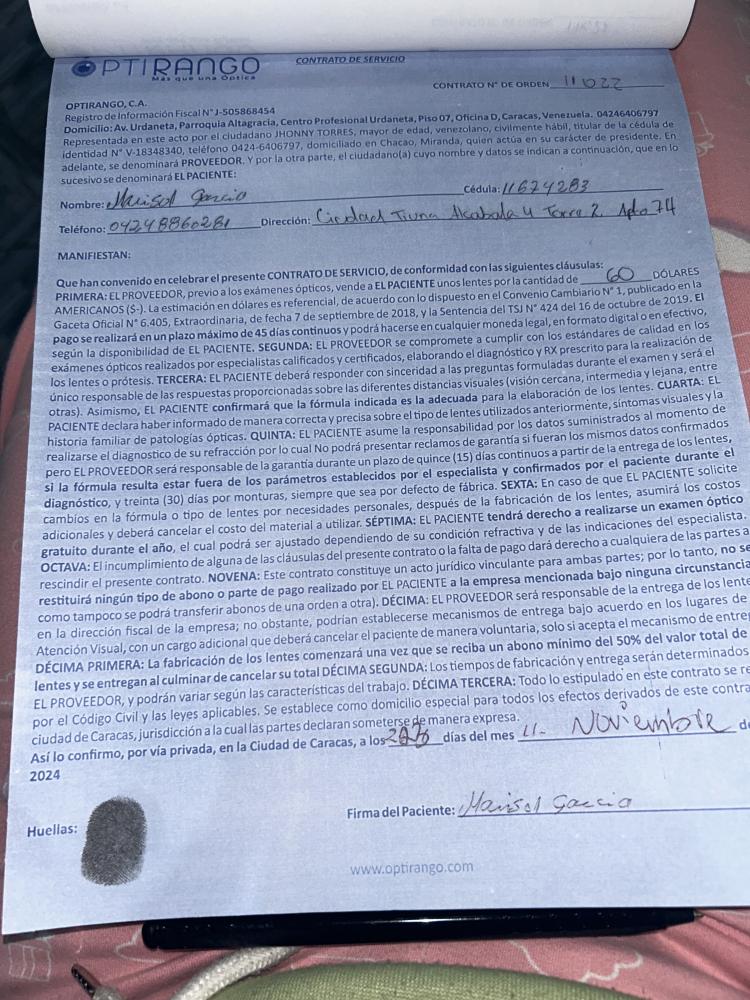 OPTIRANGO
Más que una Óptica
CONTRATO DE SERVICIO
CONTRATO N° DE ORDEN 11022
OPTIRANGO, C.A.
Registro de Información Fiscal N° J-505868454
Domicilio: Av. Urdaneta, Parroquia Altagracia, Centro Profesional Urdaneta, Piso 07, Oficina D, Caracas, Venezuela. 04246406797
Representada en este acto por el ciudadano JHONNY TORRES, mayor de edad, venezolano, civilmente hábil, titular de la cédula de
identidad N° V-18348340, teléfono 0424-6406797, domiciliado en Chacao, Miranda, quien actúa en su carácter de presidente. En
adelante, se denominará PROVEEDOR. Y por la otra parte, el ciudadano(a) cuyo nombre y datos se indican a continuación, que en lo
sucesivo se denominará EL PACIENTE:
Nombre: Marisol Garcia Cédula: 11674283
Teléfono: 04248860281 Dirección: Ciudad Tiuna Alcabala 4 Torre 2. Apto 74
MANIFIESTAN:
Que han convenido en celebrar el presente CONTRATO DE SERVICIO, de conformidad con las siguientes cláusulas:
PRIMERA: EL PROVEEDOR, previo a los exámenes ópticos, vende a EL PACIENTE unos lentes por la cantidad de 60 DÓLARES
AMERICANOS ($-). La estimación en dólares es referencial, de acuerdo con lo dispuesto en el Convenio Cambiario N° 1, publicado en la
Gaceta Oficial N° 6.405, Extraordinaria, de fecha 7 de septiembre de 2018, y la Sentencia del TSJ N° 424 del 16 de octubre de 2019. El
pago se realizará en un plazo máximo de 45 días continuos y podrá hacerse en cualquier moneda legal, en formato digital o en efectivo,
según la disponibilidad de EL PACIENTE. SEGUNDA: EL PROVEEDOR se compromete a cumplir con los estándares de calidad en los
exámenes ópticos realizados por especialistas calificados y certificados, elaborando el diagnóstico y RX prescrito para la realización de
los lentes o prótesis. TERCERA: EL PACIENTE deberá responder con sinceridad a las preguntas formuladas durante el examen y será el
único responsable de las respuestas proporcionadas sobre las diferentes distancias visuales (visión cercana, intermedia y lejana, entre
otras). Asimismo, EL PACIENTE confirmará que la fórmula indicada es la adecuada para la elaboración de los lentes. CUARTA: EL
PACIENTE declara haber informado de manera correcta y precisa sobre el tipo de lentes utilizados anteriormente, síntomas visuales y la
historia familiar de patologías ópticas. QUINTA: EL PACIENTE asume la responsabilidad por los datos suministrados al momento de
realizarse el diagnostico de su refracción por lo cual No podrá presentar reclamos de garantía si fueran los mismos datos confirmados
pero EL PROVEEDOR será responsable de la garantía durante un plazo de quince (15) días continuos a partir de la entrega de los lentes,
si la fórmula resulta estar fuera de los parámetros establecidos por el especialista y confirmados por el paciente durante el
diagnóstico, y treinta (30) días por monturas, siempre que sea por defecto de fábrica. SEXTA: En caso de que EL PACIENTE solicite
cambios en la fórmula o tipo de lentes por necesidades personales, después de la fabricación de los lentes, asumirá los costos
adicionales y deberá cancelar el costo del material a utilizar. SÉPTIMA: EL PACIENTE tendrá derecho a realizarse un examen óptico
gratuito durante el año, el cual podrá ser ajustado dependiendo de su condición refractiva y de las indicaciones del especialista.
OCTAVA: El incumplimiento de alguna de las cláusulas del presente contrato o la falta de pago dará derecho a cualquiera de las partes a
rescindir el presente contrato. NOVENA: Este contrato constituye un acto jurídico vinculante para ambas partes; por lo tanto, no se
restituirá ningún tipo de abono o parte de pago realizado por EL PACIENTE a la empresa mencionada bajo ninguna circunstancia
como tampoco se podrá transferir abonos de una orden a otra). DÉCIMA: EL PROVEEDOR será responsable de la entrega de los lente
en la dirección fiscal de la empresa; no obstante, podrían establecerse mecanismos de entrega bajo acuerdo en los lugares de
Atención Visual, con un cargo adicional que deberá cancelar el paciente de manera voluntaria, solo si acepta el mecanismo de entre
DÉCIMA PRIMERA: La fabricación de los lentes comenzará una vez que se reciba un abono mínimo del 50% del valor total de
lentes y se entregan al culminar de cancelar su total DÉCIMA SEGUNDA: Los tiempos de fabricación y entrega serán determinados
EL PROVEEDOR, y podrán variar según las características del trabajo. DÉCIMA TERCERA: Todo lo estipulado en este contrato se re
por el Código Civil y las leyes aplicables. Se establece como domicilio especial para todos los efectos derivados de este contra
ciudad de Caracas, jurisdicción a la cual las partes declaran someterse de manera expresa.
Así lo confirmo, por vía privada, en la Ciudad de Caracas, a los días del mes 11- Noviembre de
2024
Firma del Paciente: Marisol Garcia
Huellas:
www.optirango.com